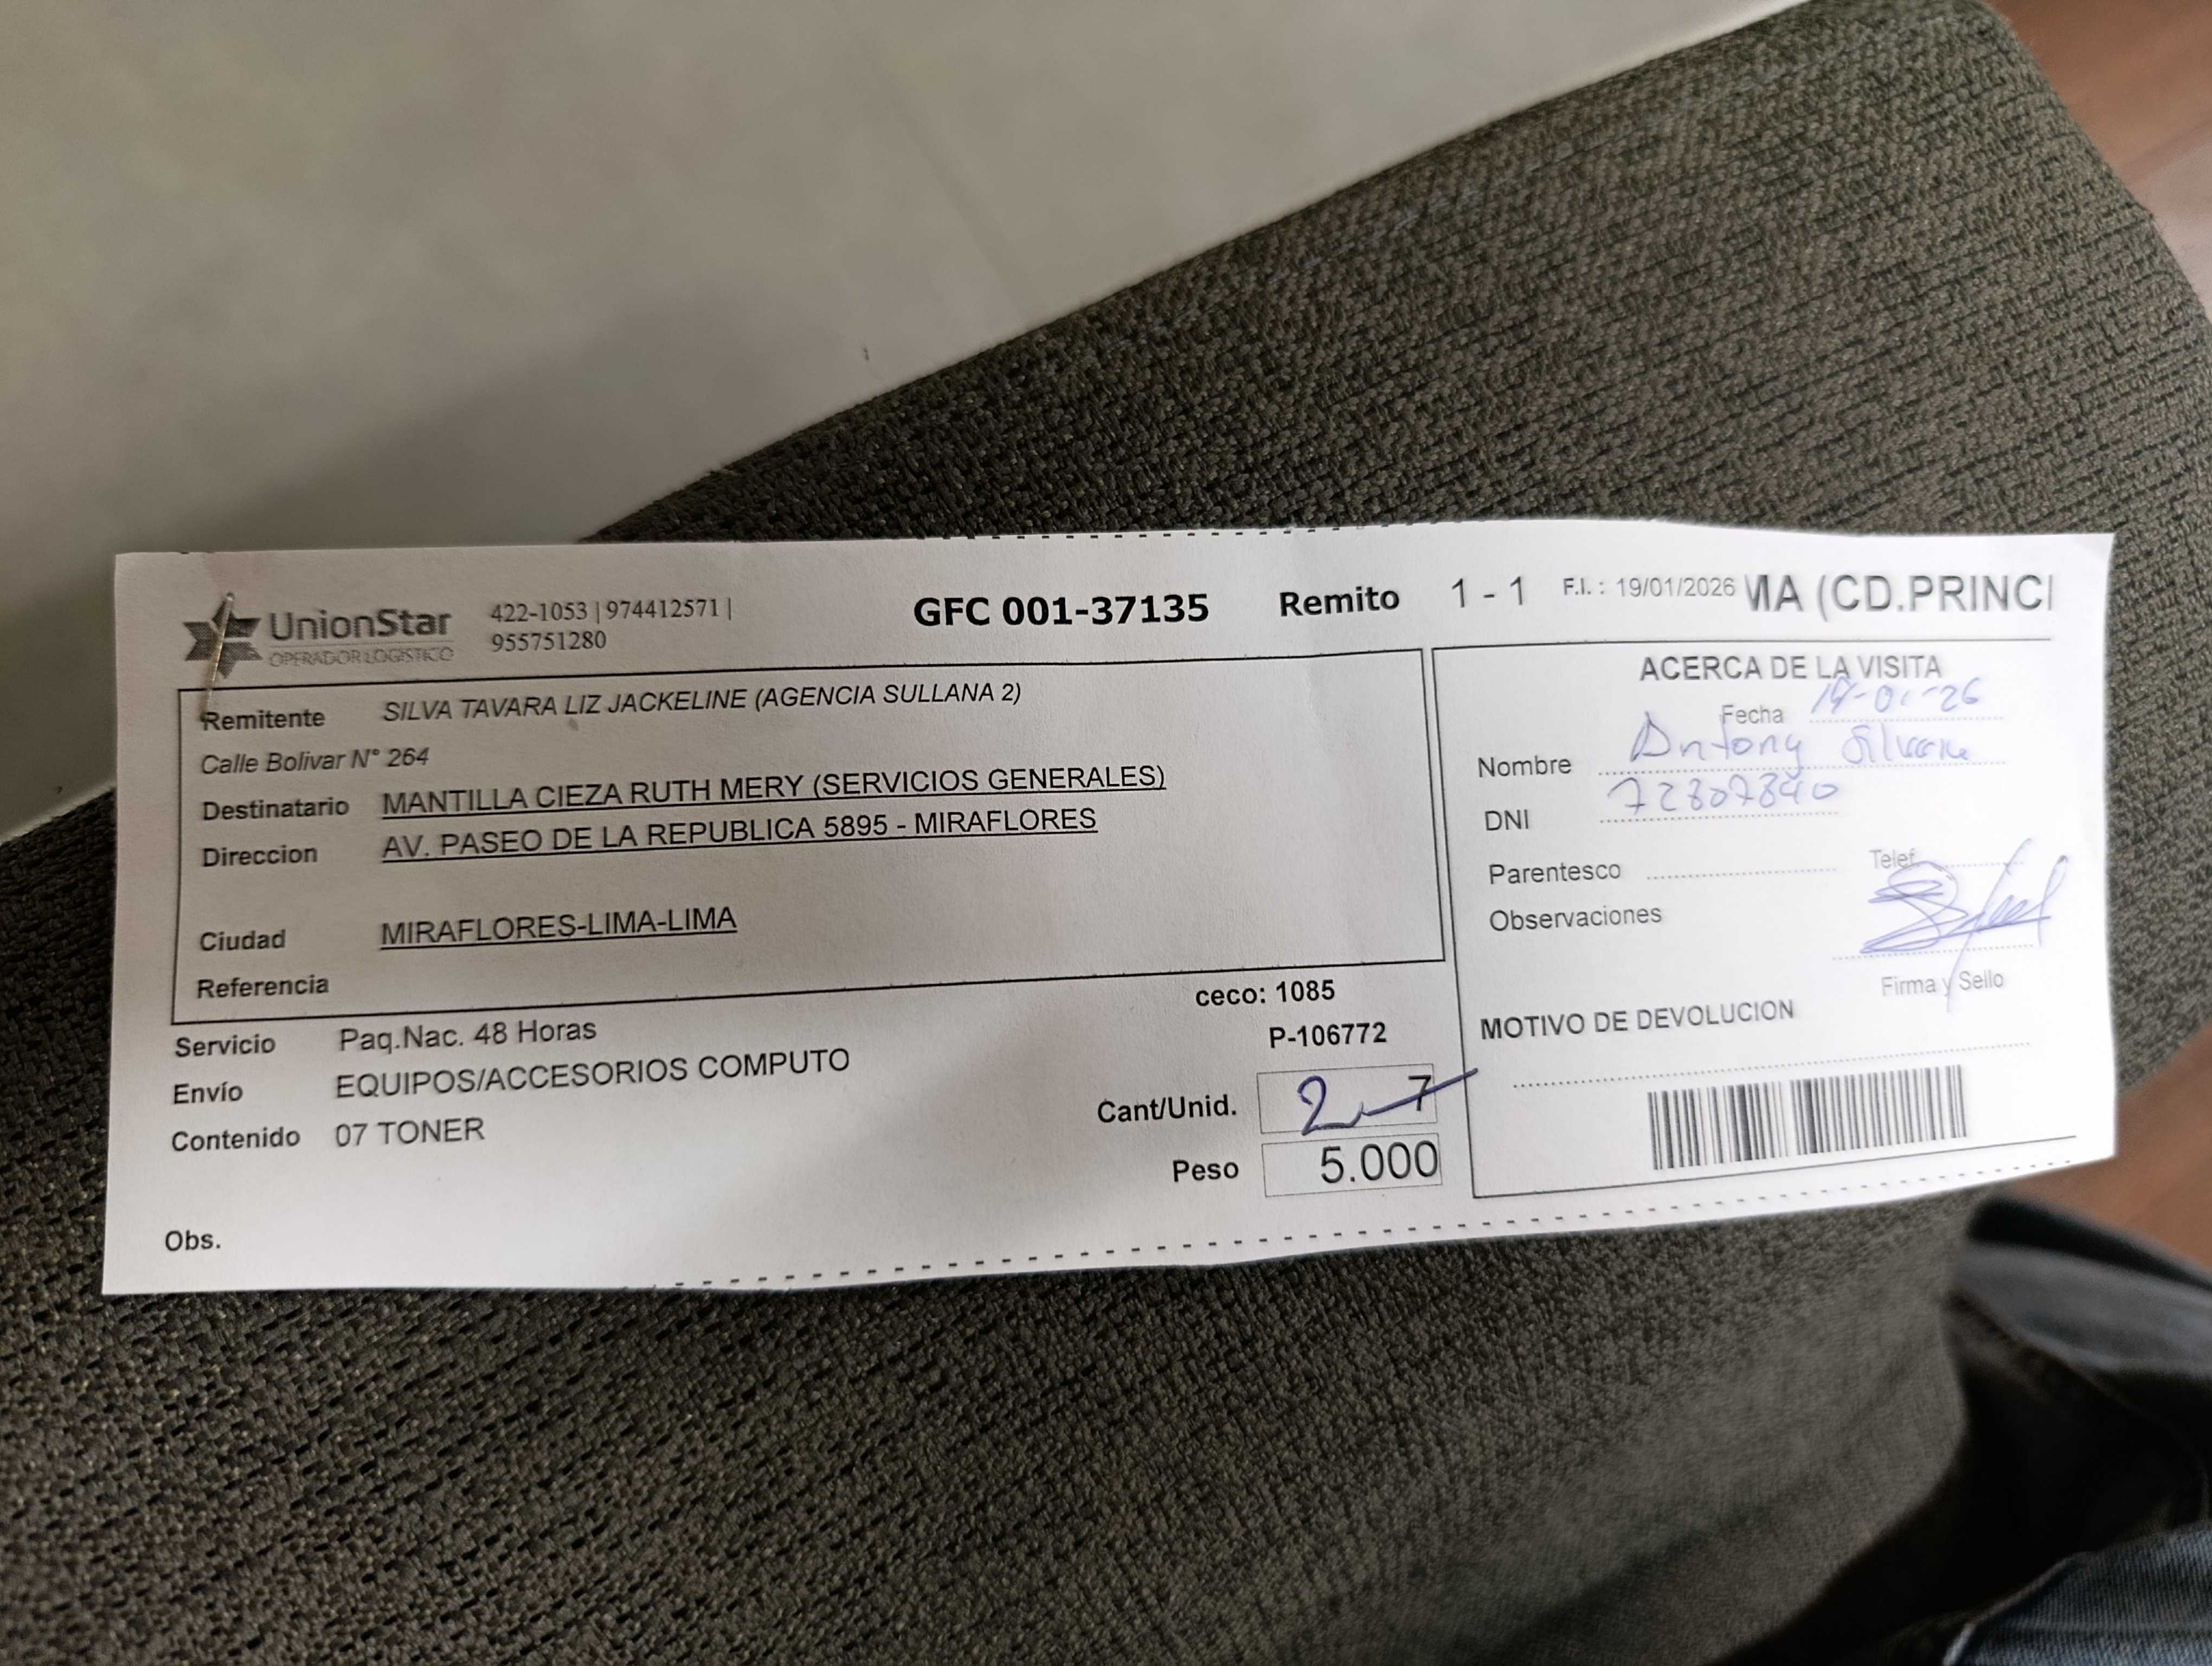 UnionStar
OPERADOR LOGISTICO
422-1053 | 974412571 |
955751280
GFC 001-37135 Remito 1 - 1 F.I. : 19/01/2026 MA (CD.PRINCI
Remitente SILVA TAVARA LIZ JACKELINE (AGENCIA SULLANA 2)
Calle Bolivar N° 264
Destinatario MANTILLA CIEZA RUTH MERY (SERVICIOS GENERALES)
Direccion AV. PASEO DE LA REPUBLICA 5895 - MIRAFLORES
Ciudad MIRAFLORES-LIMA-LIMA
Referencia
ceco: 1085
Servicio Paq.Nac. 48 Horas
P-106772
Envío EQUIPOS/ACCESORIOS COMPUTO
Cant/Unid. 2 7
Contenido 07 TONER
Peso 5.000
Obs.
ACERCA DE LA VISITA
Fecha 19-01-26
Nombre Antony
DNI 72807840
Parentesco Telef
Observaciones
Firma y Sello
MOTIVO DE DEVOLUCION